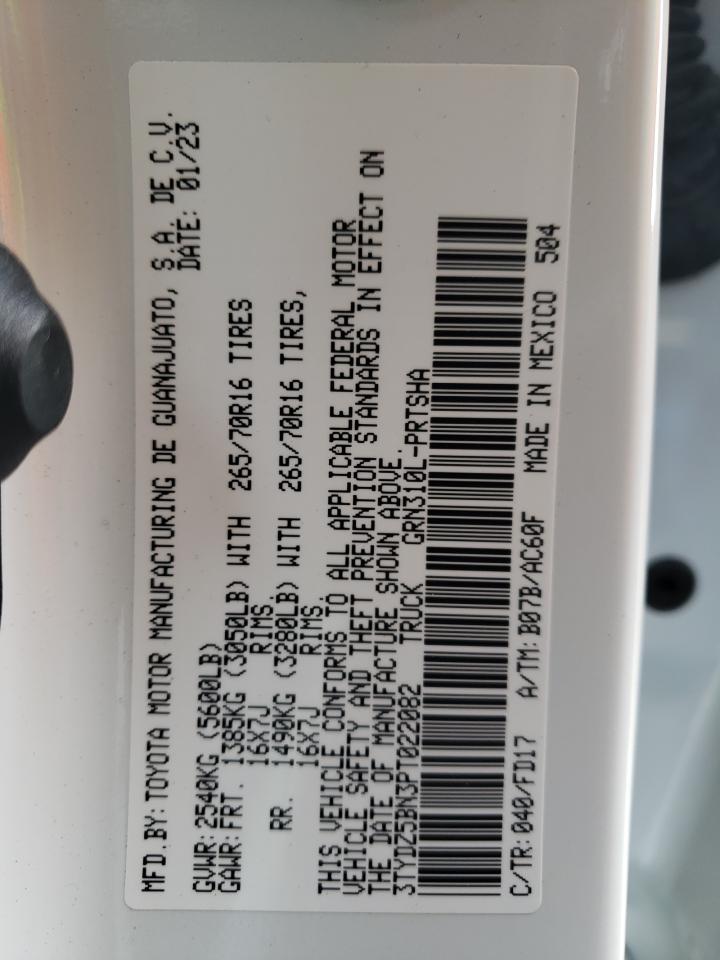 MFD.BY: TOYOTA MOTOR MANUFACTURING DE GUANAJUATO, S.A. DE C.V.
DATE: 01/23
GVWR: 2540KG (5600LB)
GAWR: FRT. 1385KG (3050LB) WITH 265/70R16 TIRES
16X7J RIMS.
RR. 1490KG (3280LB) WITH 265/70R16 TIRES,
16X7J RIMS.
THIS VEHICLE CONFORMS TO ALL APPLICABLE FEDERAL MOTOR
VEHICLE SAFETY AND THEFT PREVENTION STANDARDS IN EFFECT ON
THE DATE OF MANUFACTURE SHOWN ABOVE.
3TYDZ5BN3PT022082 TRUCK GRN310L-PRTSHA
C/TR: 040/FD17 A/TM: B07B/AC60F MADE IN MEXICO 504